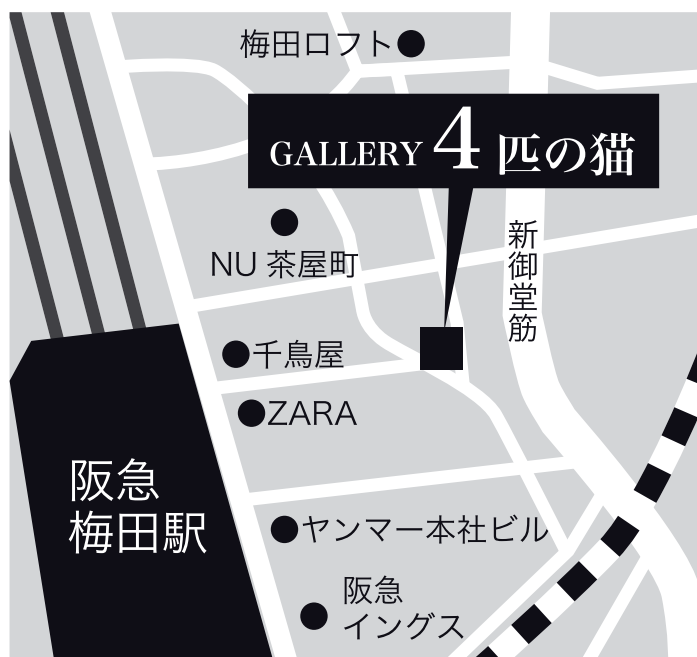 梅田ロフト
GALLERY 4 匹の猫
新御堂筋
NU 茶屋町
千鳥屋
ZARA
阪急
梅田駅
ヤンマー本社ビル
阪急
イングス